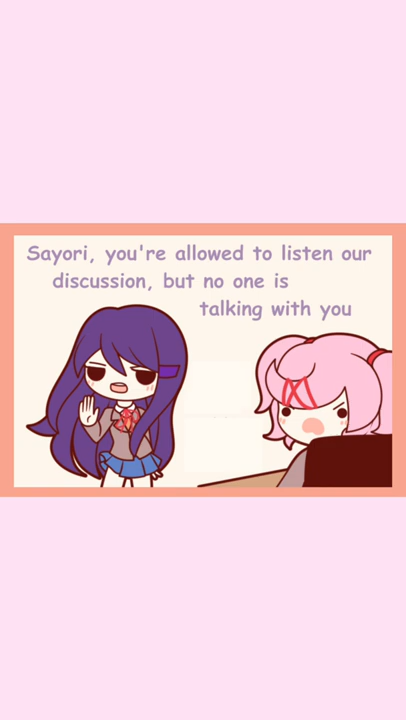 Sayori, you're allowed to listen our
discussion, but no one is
talking with you